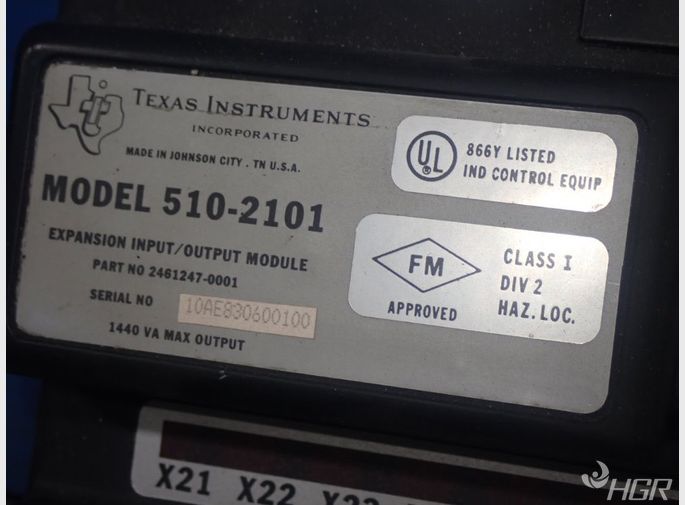 TEXAS INSTRUMENTS
INCORPORATED
MADE IN JOHNSON CITY . TN U.S.A.
MODEL 510-2101
EXPANSION INPUT/OUTPUT MODULE
PART NO 2461247-0001
SERIAL NO 10AE830600100
1440 VA MAX OUTPUT
UL
866Y LISTED
IND CONTROL EQUIP
FM
APPROVED
CLASS I
DIV 2
HAZ. LOC.
X21 X22 X23
HGR